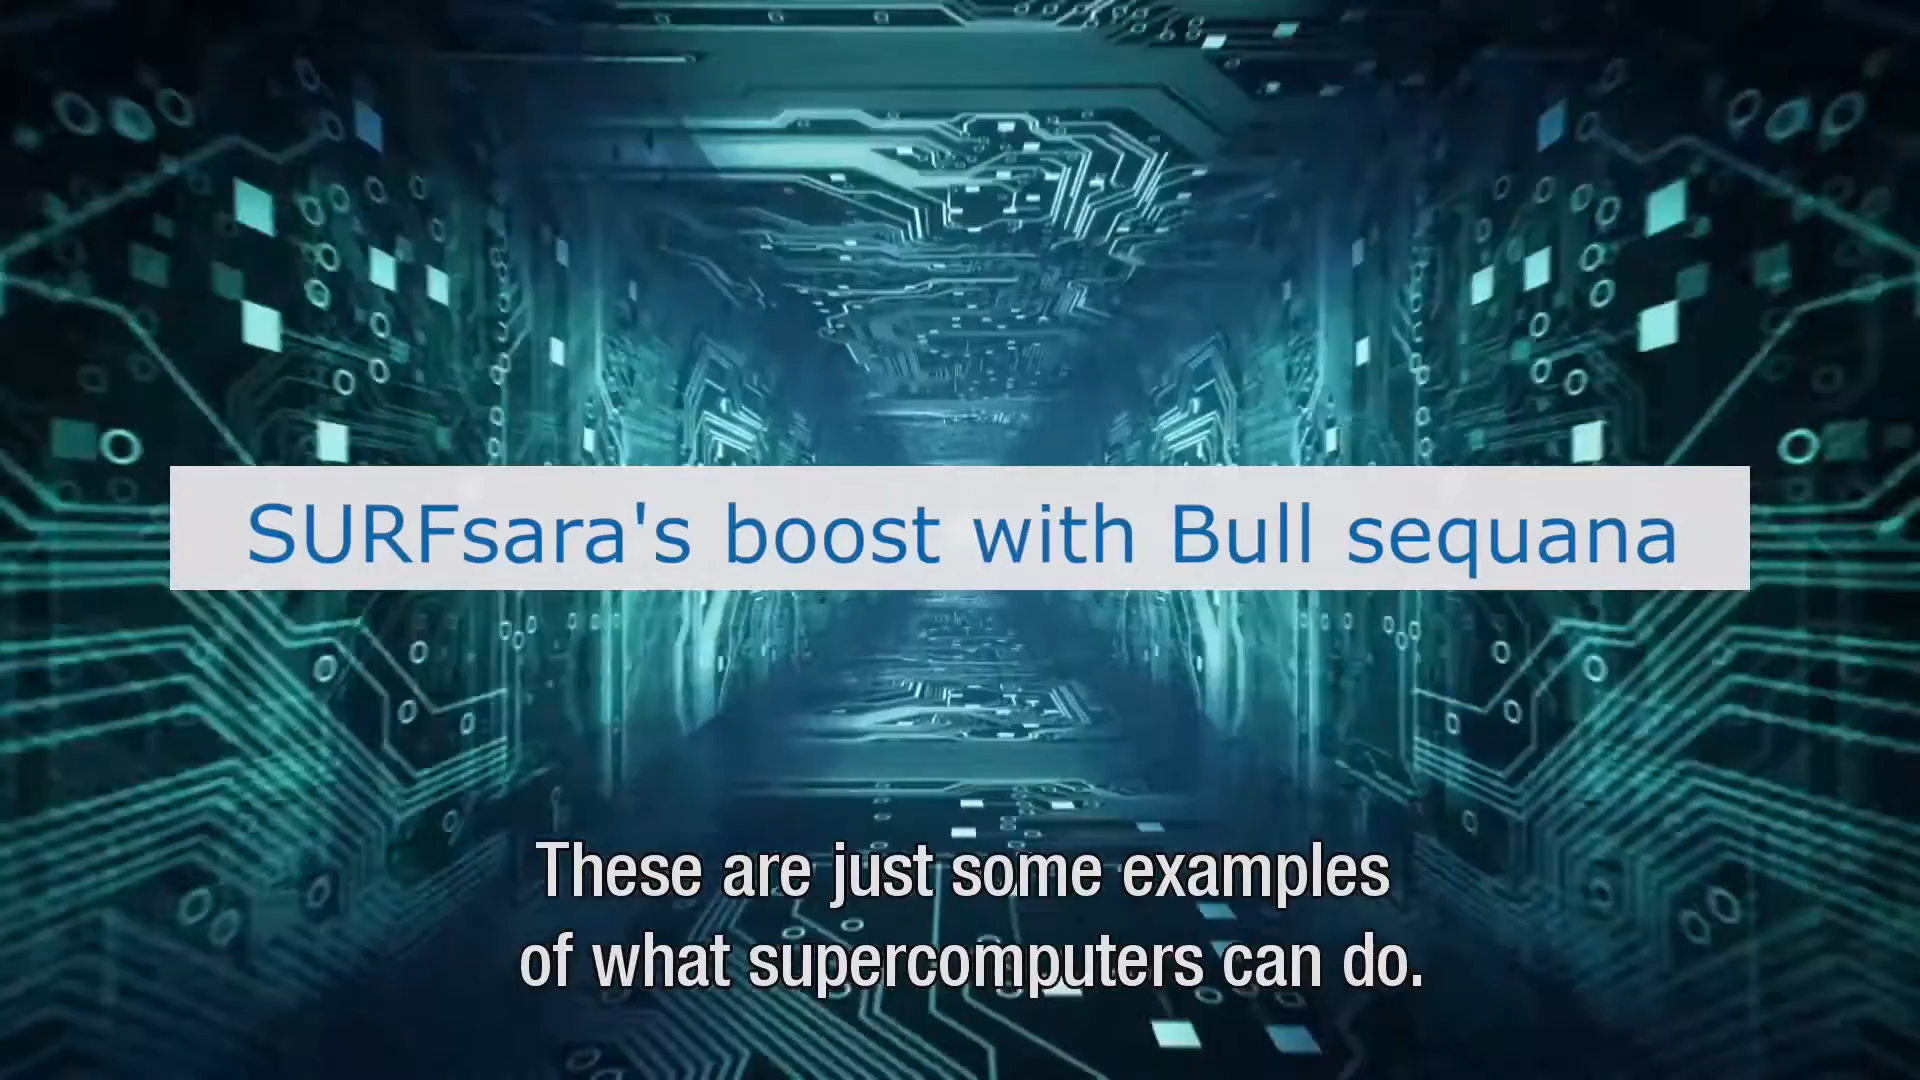 SURFsara's boost with Bull sequana
These are just some examples
of what supercomputers can do.